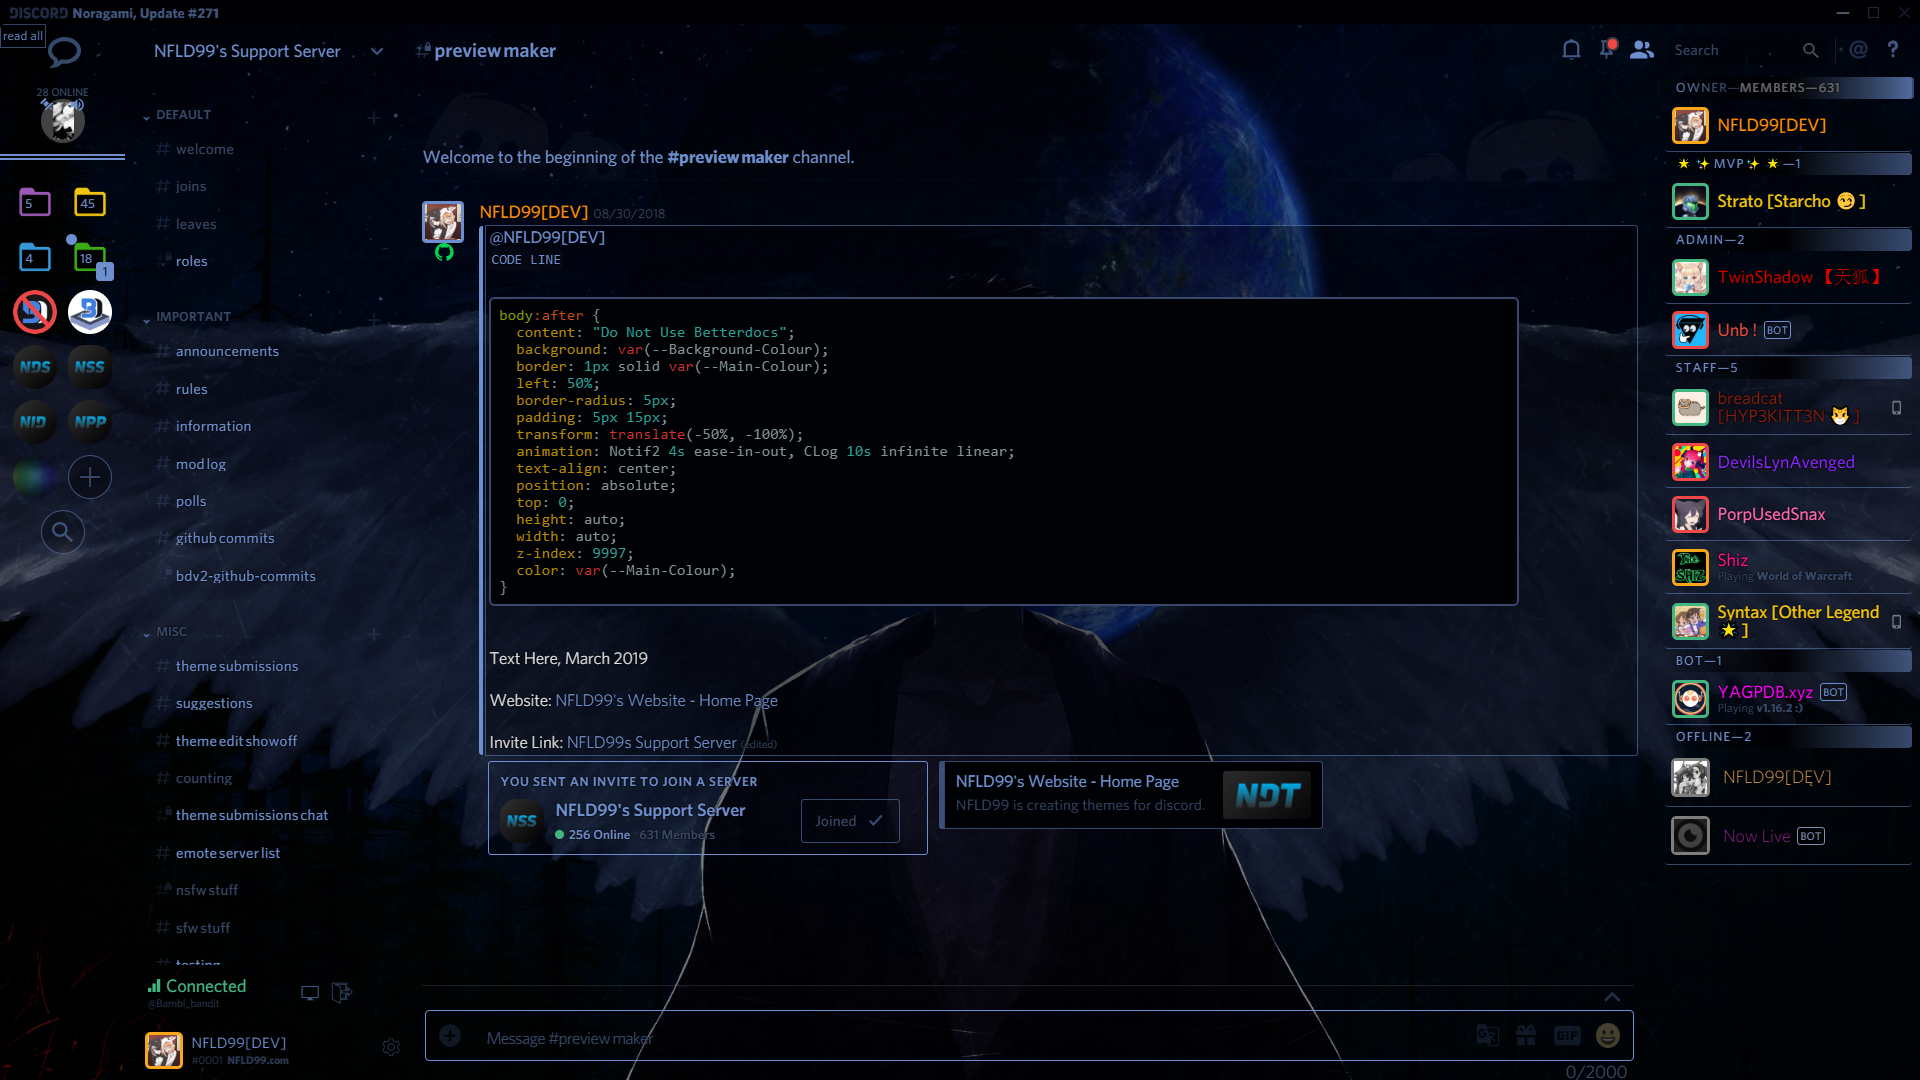 DISCORD Noragami, Update #271
read all
28 ONLINE
5
45
4
18
1
NDS
NSS
NID
NPP
NFLD99's Support Server
DEFAULT
welcome
joins
leaves
roles
IMPORTANT
announcements
rules
information
mod log
polls
github commits
bdv2-github-commits
MISC
theme submissions
suggestions
theme edit showoff
counting
theme submissions chat
emote server list
nsfw stuff
sfw stuff
testing
Connected
@Bambi_bandit
NFLD99[DEV]
#0001 NFLD99.com
# preview maker
Search
@ ?
Welcome to the beginning of the #preview maker channel.
NFLD99[DEV] 08/30/2018
@NFLD99[DEV]
CODE LINE
body:after {
content: "Do Not Use Betterdocs";
background: var(--Background-Colour);
border: 1px solid var(--Main-Colour);
left: 50%;
border-radius: 5px;
padding: 5px 15px;
transform: translate(-50%, -100%);
animation: Notif2 4s ease-in-out, CLog 10s infinite linear;
text-align: center;
position: absolute;
top: 0;
height: auto;
width: auto;
z-index: 9997;
color: var(--Main-Colour);
}
Text Here, March 2019
Website: NFLD99's Website - Home Page
Invite Link: NFLD99s Support Server (edited)
YOU SENT AN INVITE TO JOIN A SERVER
NSS
NFLD99's Support Server
256 Online 631 Members
Joined
NFLD99's Website - Home Page
NFLD99 is creating themes for discord.
NDT
Message #preview maker
GIF
0/2000
OWNER—MEMBERS—631
NFLD99[DEV]
MVP —1
Strato [Starcho 😏]
ADMIN—2
TwinShadow 【天狐】
Unb ! BOT
STAFF—5
breadcat
[HYP3KITT3N 🐱]
DevilsLynAvenged
PorpUsedSnax
Shiz
Playing World of Warcraft
Syntax [Other Legend
🌟]
BOT—1
YAGPDB.xyz BOT
Playing v1.16.2 :)
OFFLINE—2
NFLD99[DĘV]
Now Live BOT